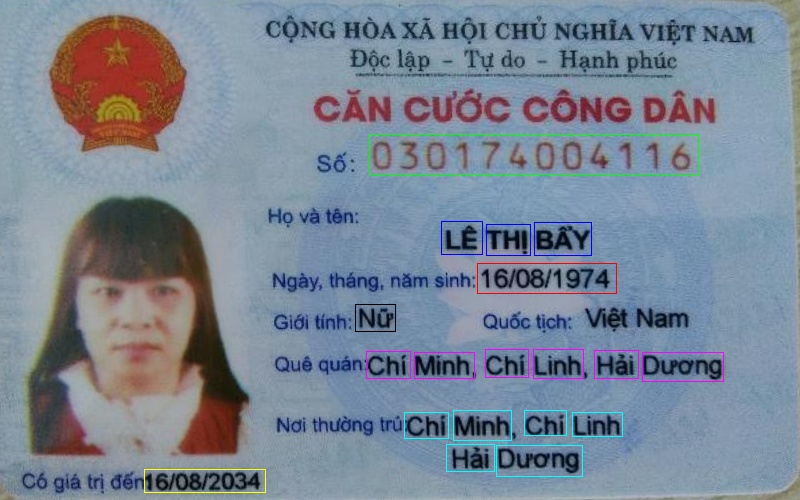 CỘNG HÒA XÃ HỘI CHỦ NGHĨA VIỆT NAM
Độc lập - Tự do - Hạnh phúc
CĂN CƯỚC CÔNG DÂN
Số: 030174004116
Họ và tên:
LÊ THỊ BẨY
Ngày, tháng, năm sinh: 16/08/1974
Giới tính: Nữ Quốc tịch: Việt Nam
Quê quán: Chí Minh, Chí Linh, Hải Dương
Nơi thường trú: Chí Minh, Chí Linh
Hải Dương
Có giá trị đến 16/08/2034